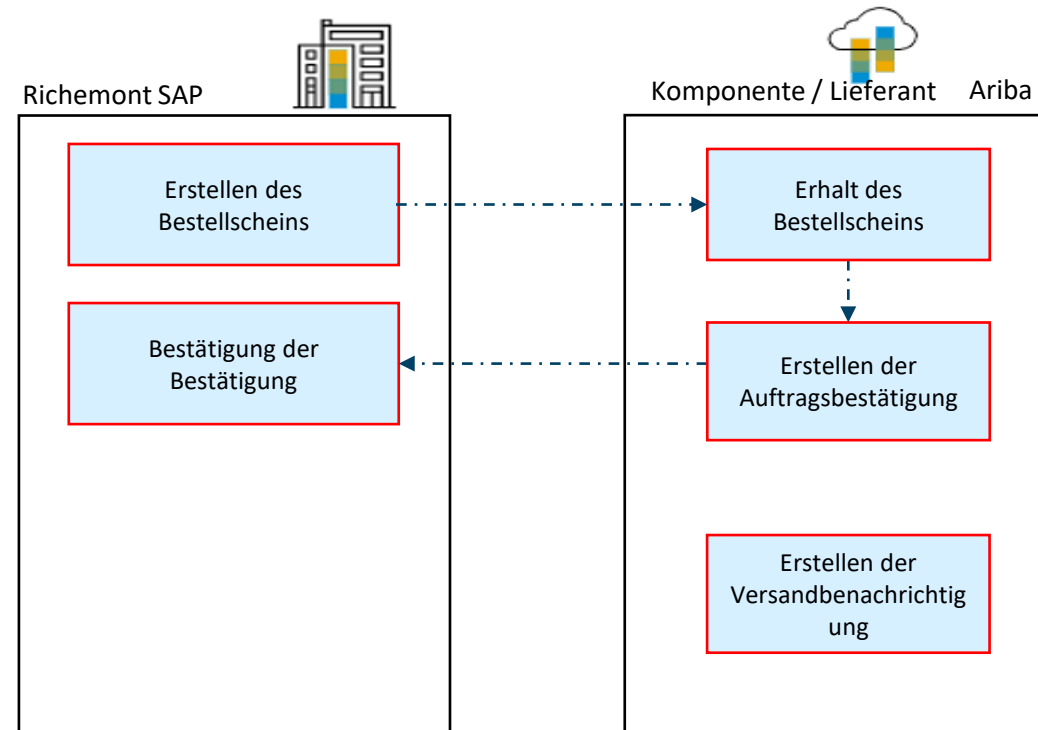 Richemont SAP
Komponente / Lieferant Ariba
Erstellen des
Bestellscheins
Erhalt des
Bestellscheins
Bestätigung der
Bestätigung
Erstellen der
Auftragsbestätigung
Erstellen der
Versandbenachrichtig
ung